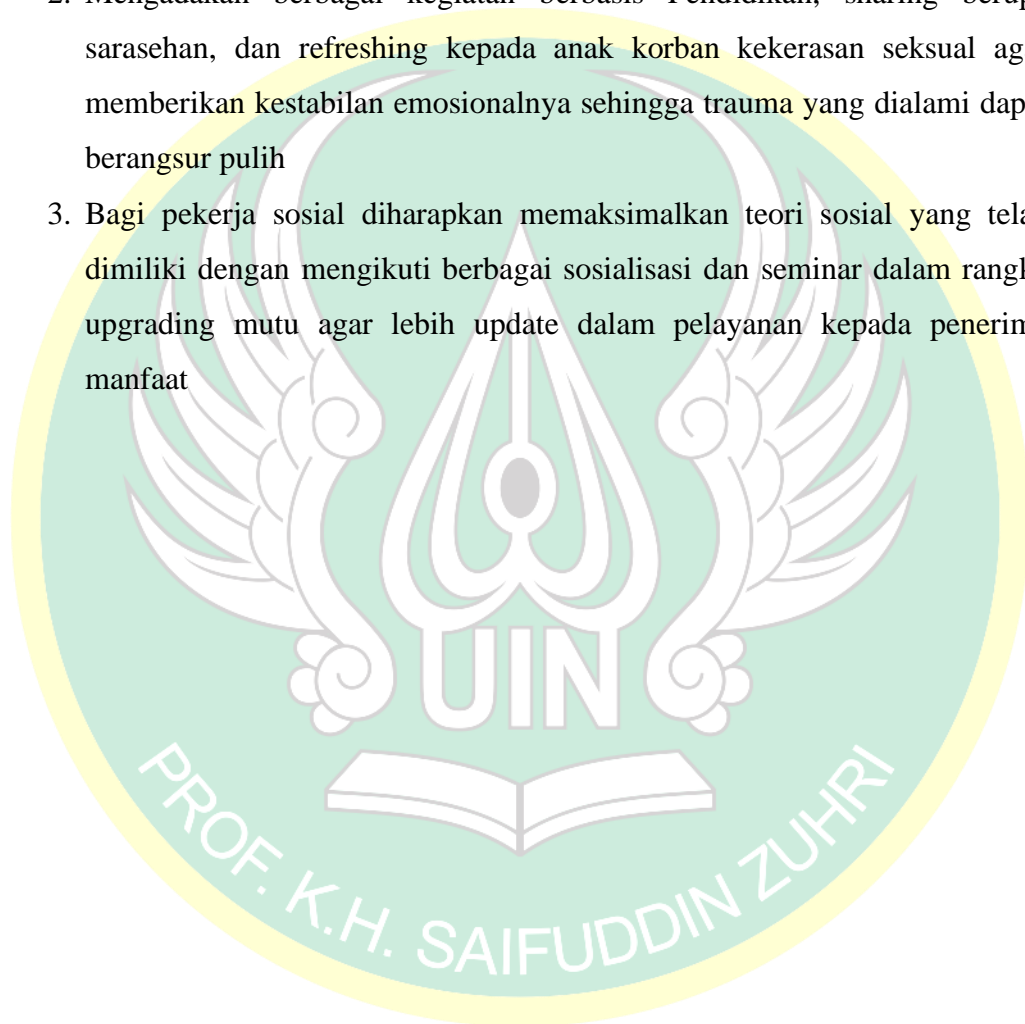 2. Mengadakan berbagai kegiatan berbasis Pendidikan, sharing berup
sarasehan, dan refreshing kepada anak korban kekerasan seksual ag
memberikan kestabilan emosionalnya sehingga trauma yang dialami dap
berangsur pulih
3. Bagi pekerja sosial diharapkan memaksimalkan teori sosial yang tela
dimiliki dengan mengikuti berbagai sosialisasi dan seminar dalam rangk
upgrading mutu agar lebih update dalam pelayanan kepada penerim
manfaat
UIN
PROF. K.H. SAIFUDDIN ZUHRI